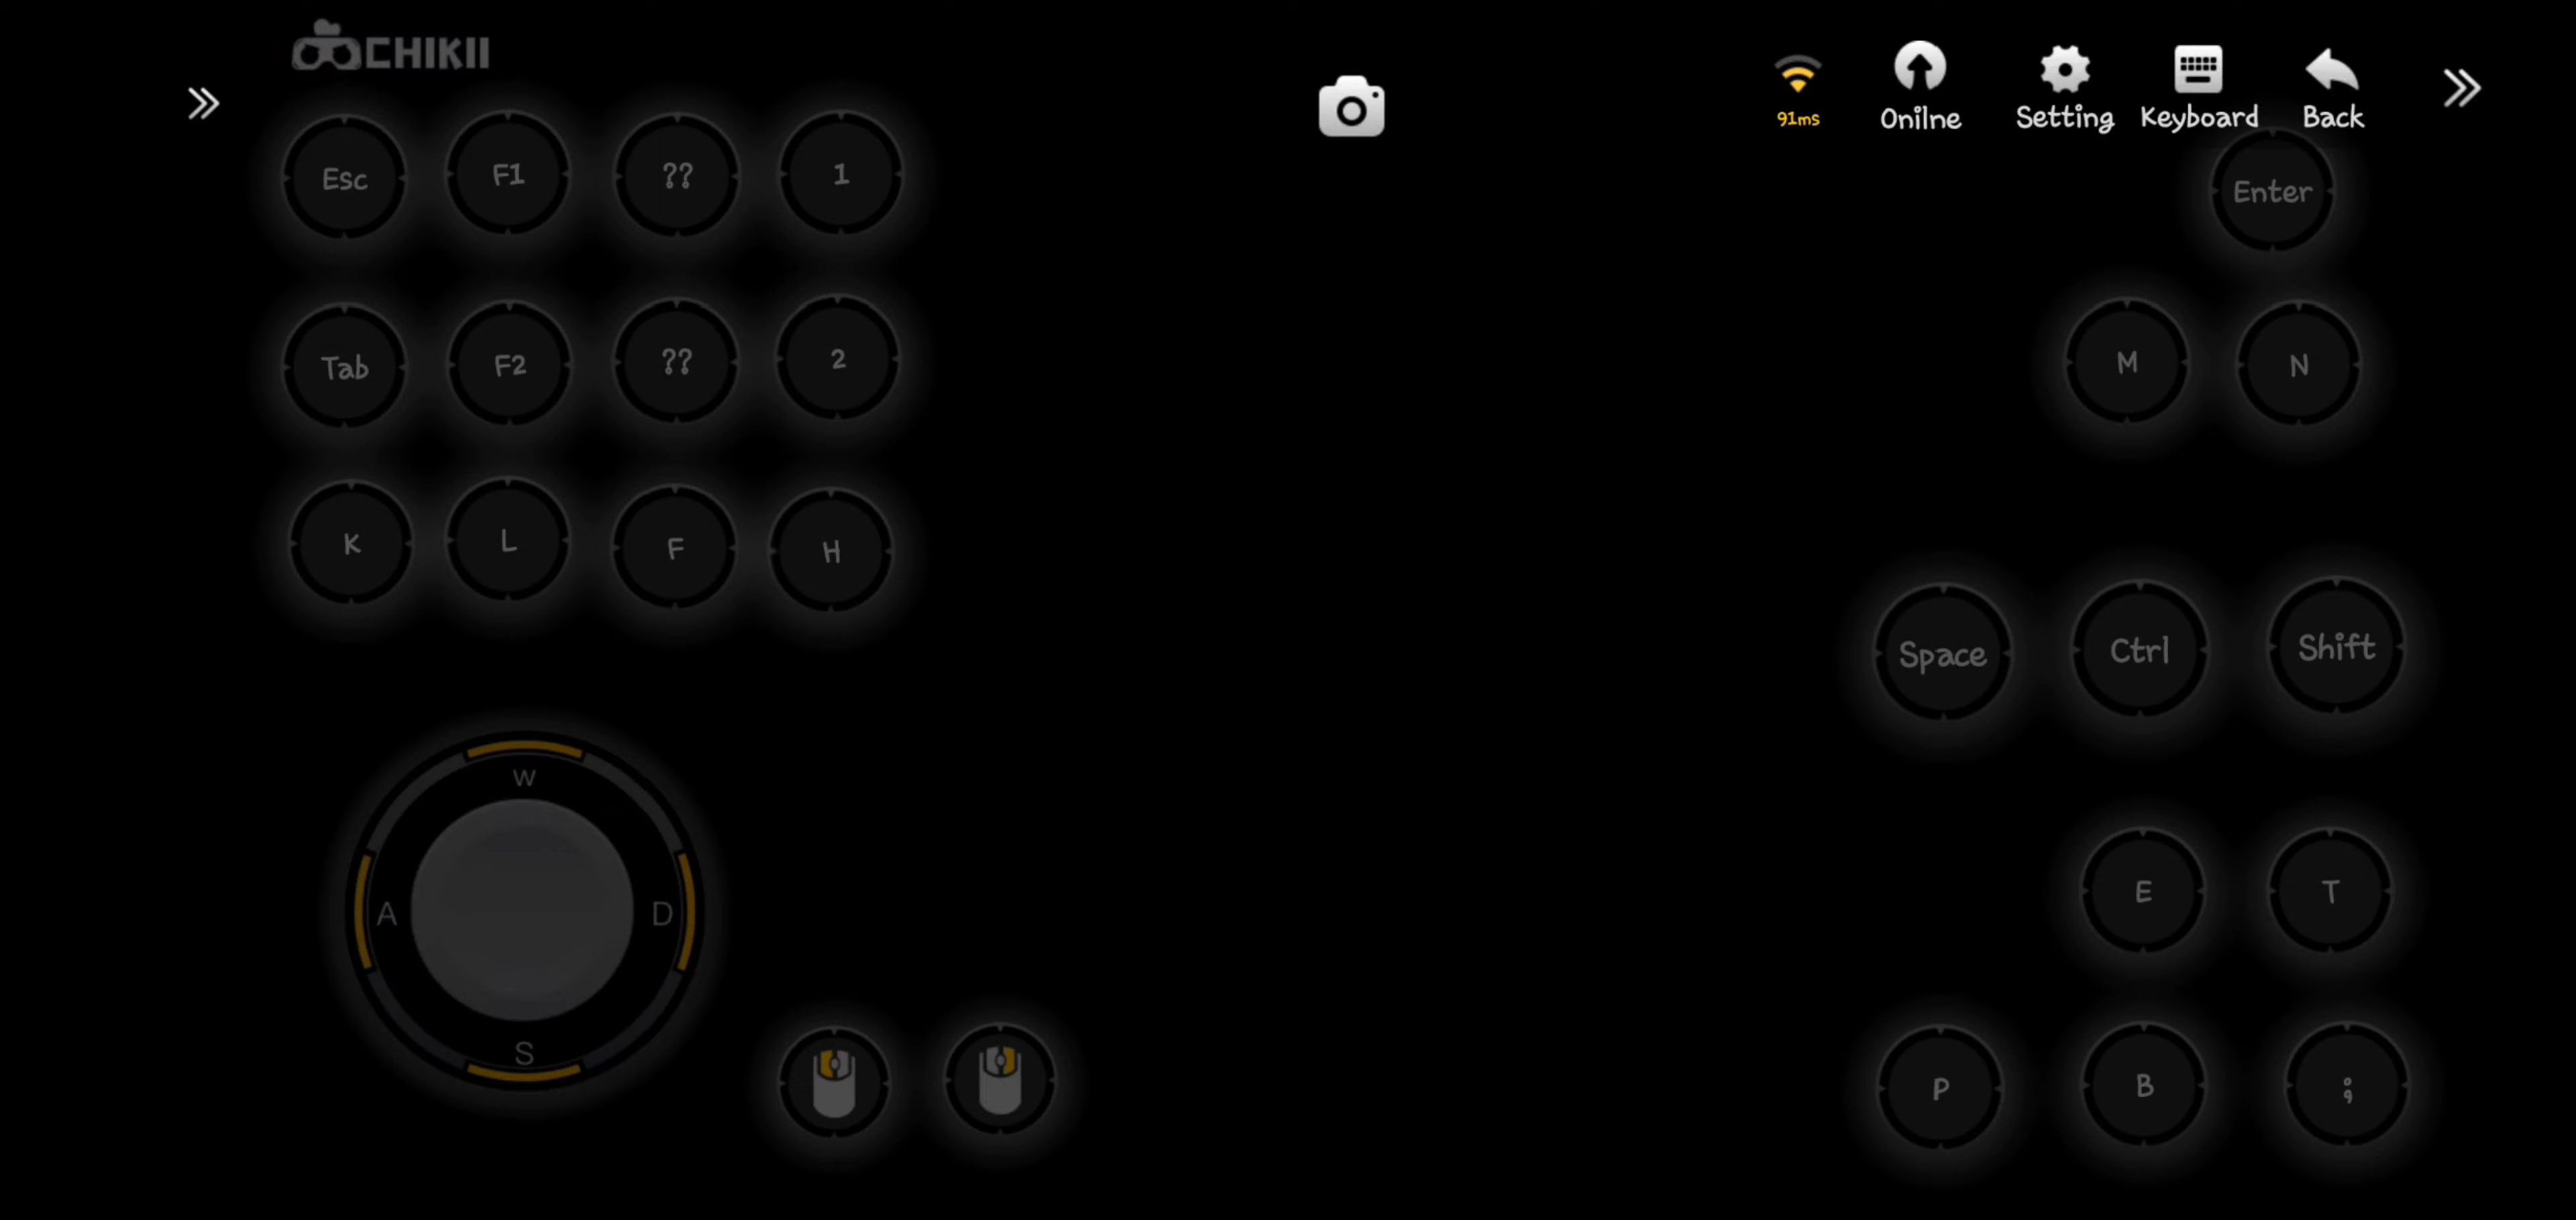 CHIKII
91ms
Onilne
Setting
Keyboard
Back
Esc
F1
??
1
Enter
Tab
F2
??
2
M
N
K
L
F
H
Space
Ctrl
Shift
W
A
D
S
E
T
P
B
;